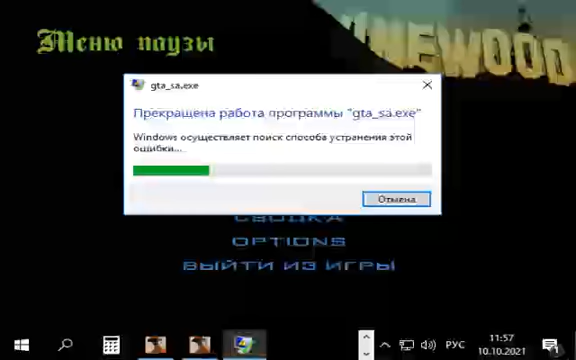 Меню паузы
INEWOOD
gta_sa.exe
Прекращена работа программы "gta_sa.exe"
Windows осуществляет поиск способа устранения этой
ошибки...
Отмена
СВОДКА
OPTIONS
ВЫЙТИ ИЗ ИГРЫ
РУС
11:57
10.10.2021